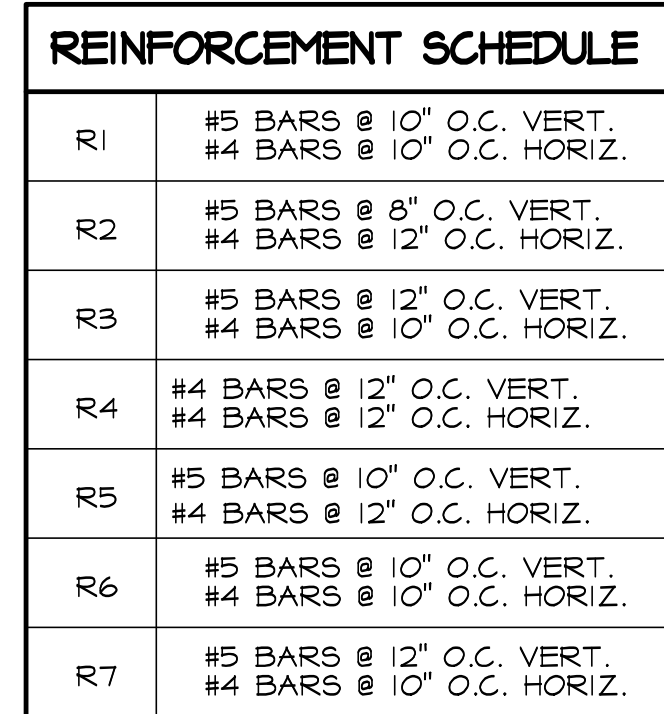 REINFORCEMENT SCHEDULE
R1
#5 BARS @ 10" O.C. VERT.
#4 BARS @ 10" O.C. HORIZ.
R2
#5 BARS @ 8" O.C. VERT.
#4 BARS @ 12" O.C. HORIZ.
R3
#5 BARS @ 12" O.C. VERT.
#4 BARS @ 10" O.C. HORIZ.
R4
#4 BARS @ 12" O.C. VERT.
#4 BARS @ 12" O.C. HORIZ.
R5
#5 BARS @ 10" O.C. VERT.
#4 BARS @ 12" O.C. HORIZ.
R6
#5 BARS @ 10" O.C. VERT.
#4 BARS @ 10" O.C. HORIZ.
R7
#5 BARS @ 12" O.C. VERT.
#4 BARS @ 10" O.C. HORIZ.